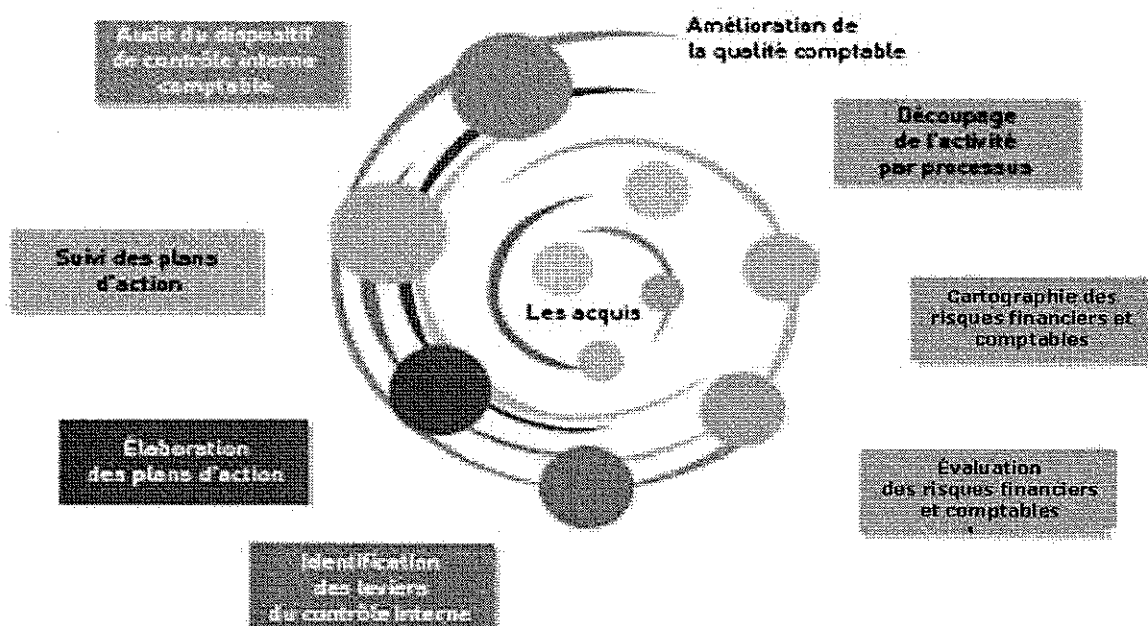 Amélioration de
la qualité comptable
Découpage
de l'activité
par processus
Cartographie des
risques financiers et
comptables
Évaluation
des risques financiers
et comptables
Identification
des leviers
du contrôle interne
Élaboration
des plans d'action
Suivi des plans
d'action
Audit du dispositif
de contrôle interne
comptable
Les acquis